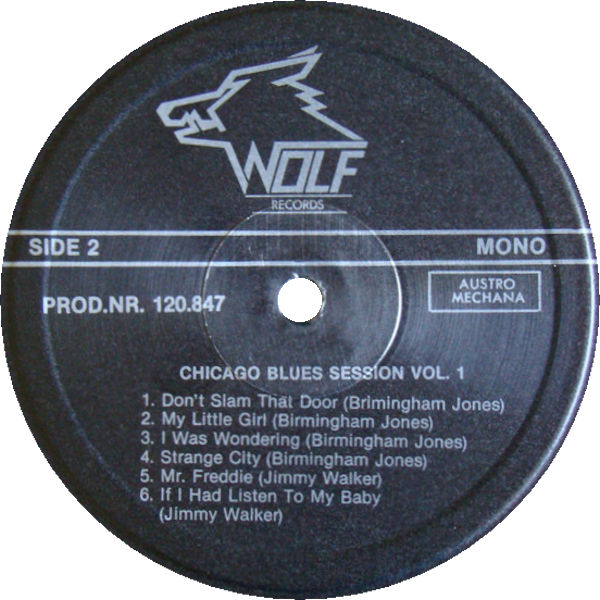 WOLF
RECORDS
SIDE 2
MONO
PROD.NR. 120.847
AUSTRO
MECHANA
CHICAGO BLUES SESSION VOL. 1
1. Don't Slam That Door (Brimingham Jones)
2. My Little Girl (Birmingham Jones)
3. I Was Wondering (Birmingham Jones)
4. Strange City (Birmingham Jones)
5. Mr. Freddie (Jimmy Walker)
6. If I Had Listen To My Baby
(Jimmy Walker)